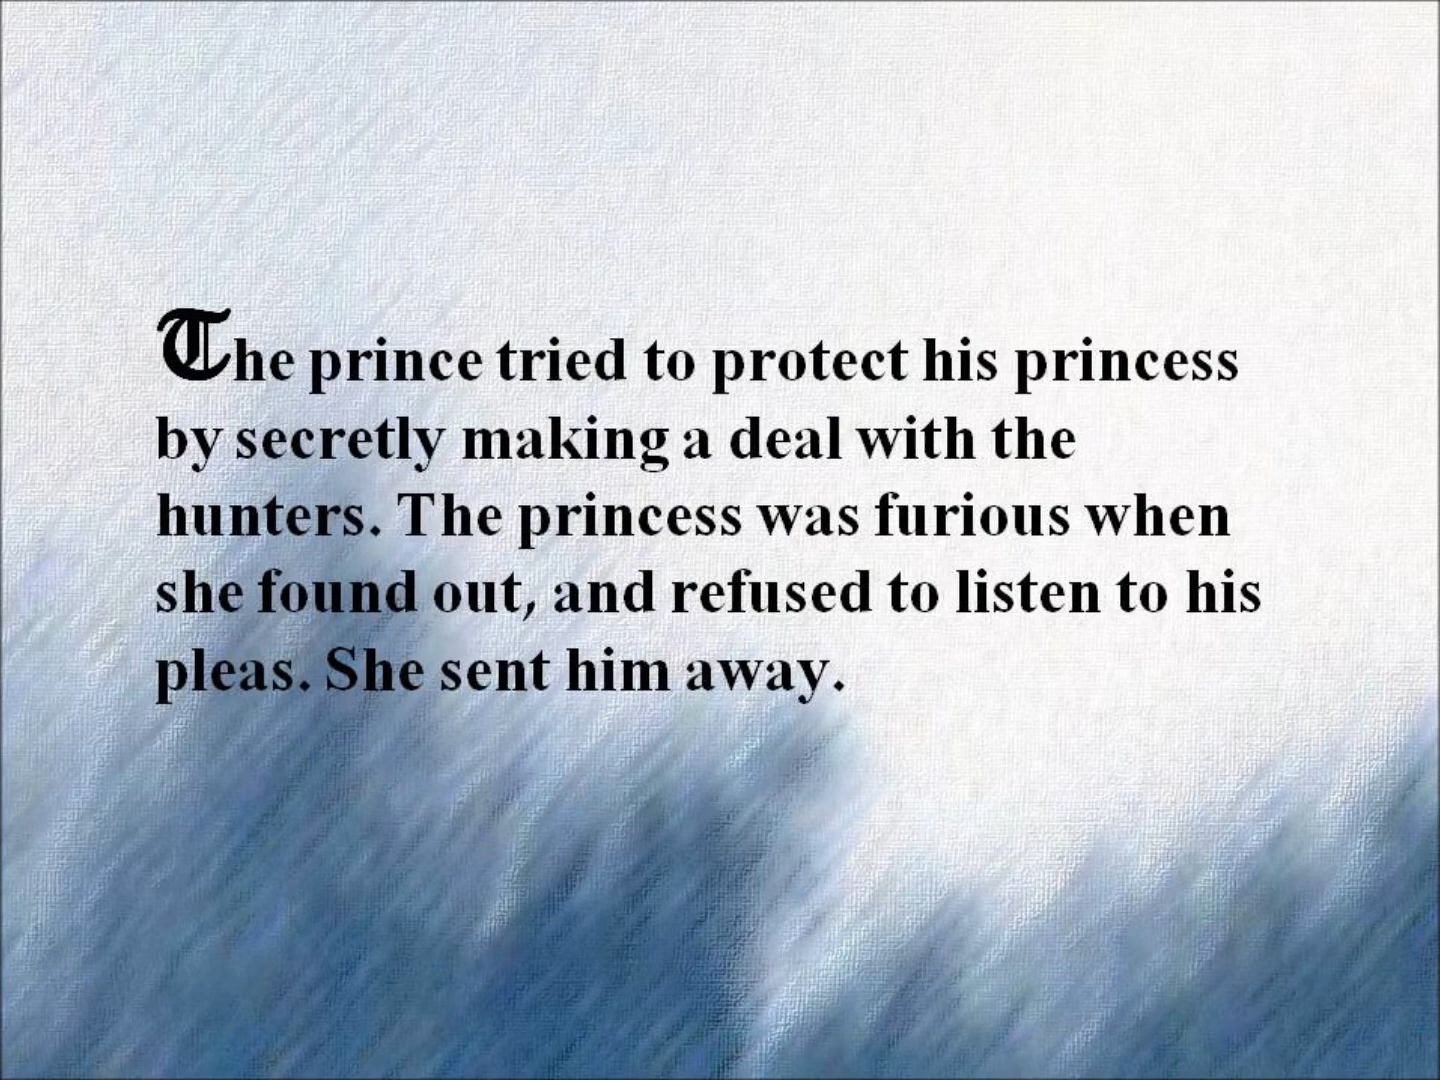 The prince tried to protect his princess
by secretly making a deal with the
hunters. The princess was furious when
she found out, and refused to listen to his
pleas. She sent him away.